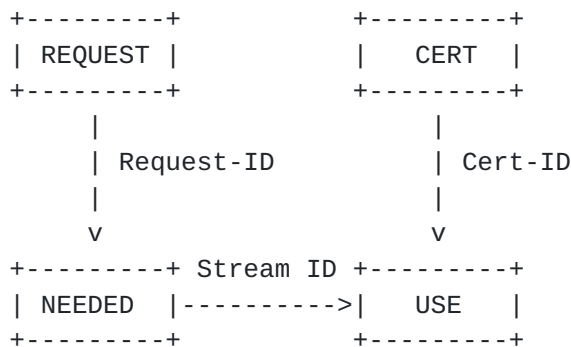 REQUEST CERT
Request-ID Cert-ID
Stream ID
NEEDED USE